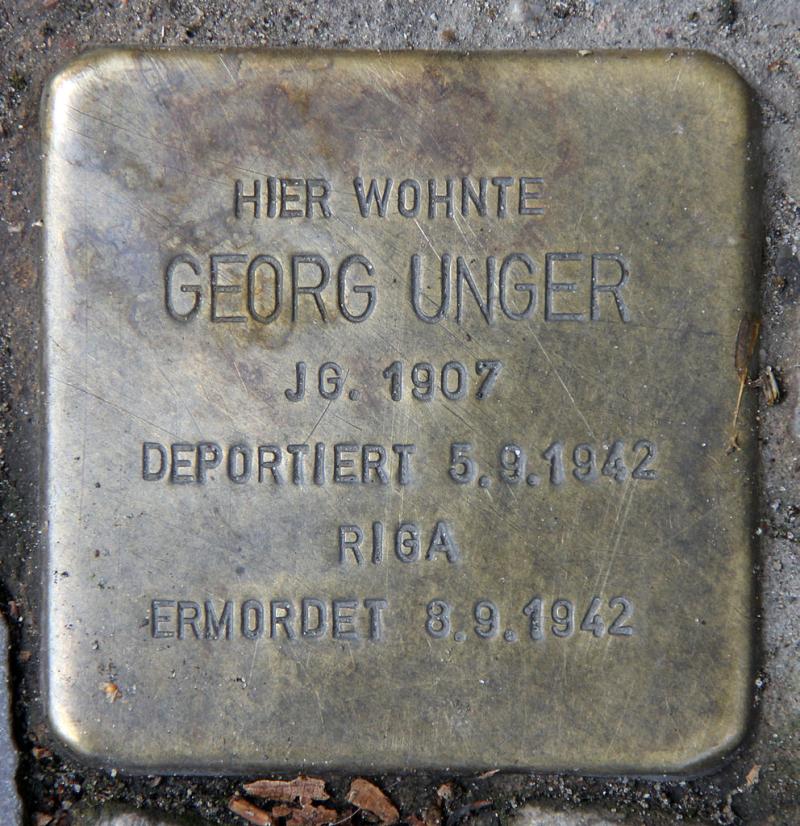 HIER WOHNTE
GEORG UNGER
JG. 1907
DEPORTIERT 5.9.1942
RIGA
ERMORDET 8.9.1942